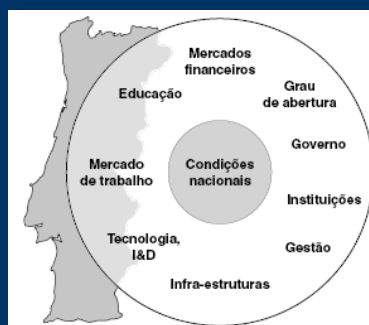 Mercados
financeiros
Educação
Grau
de abertura
Governo
Mercado
de trabalho
Condições
nacionais
Instituições
Tecnologia,
I&D
Gestão
Infra-estruturas